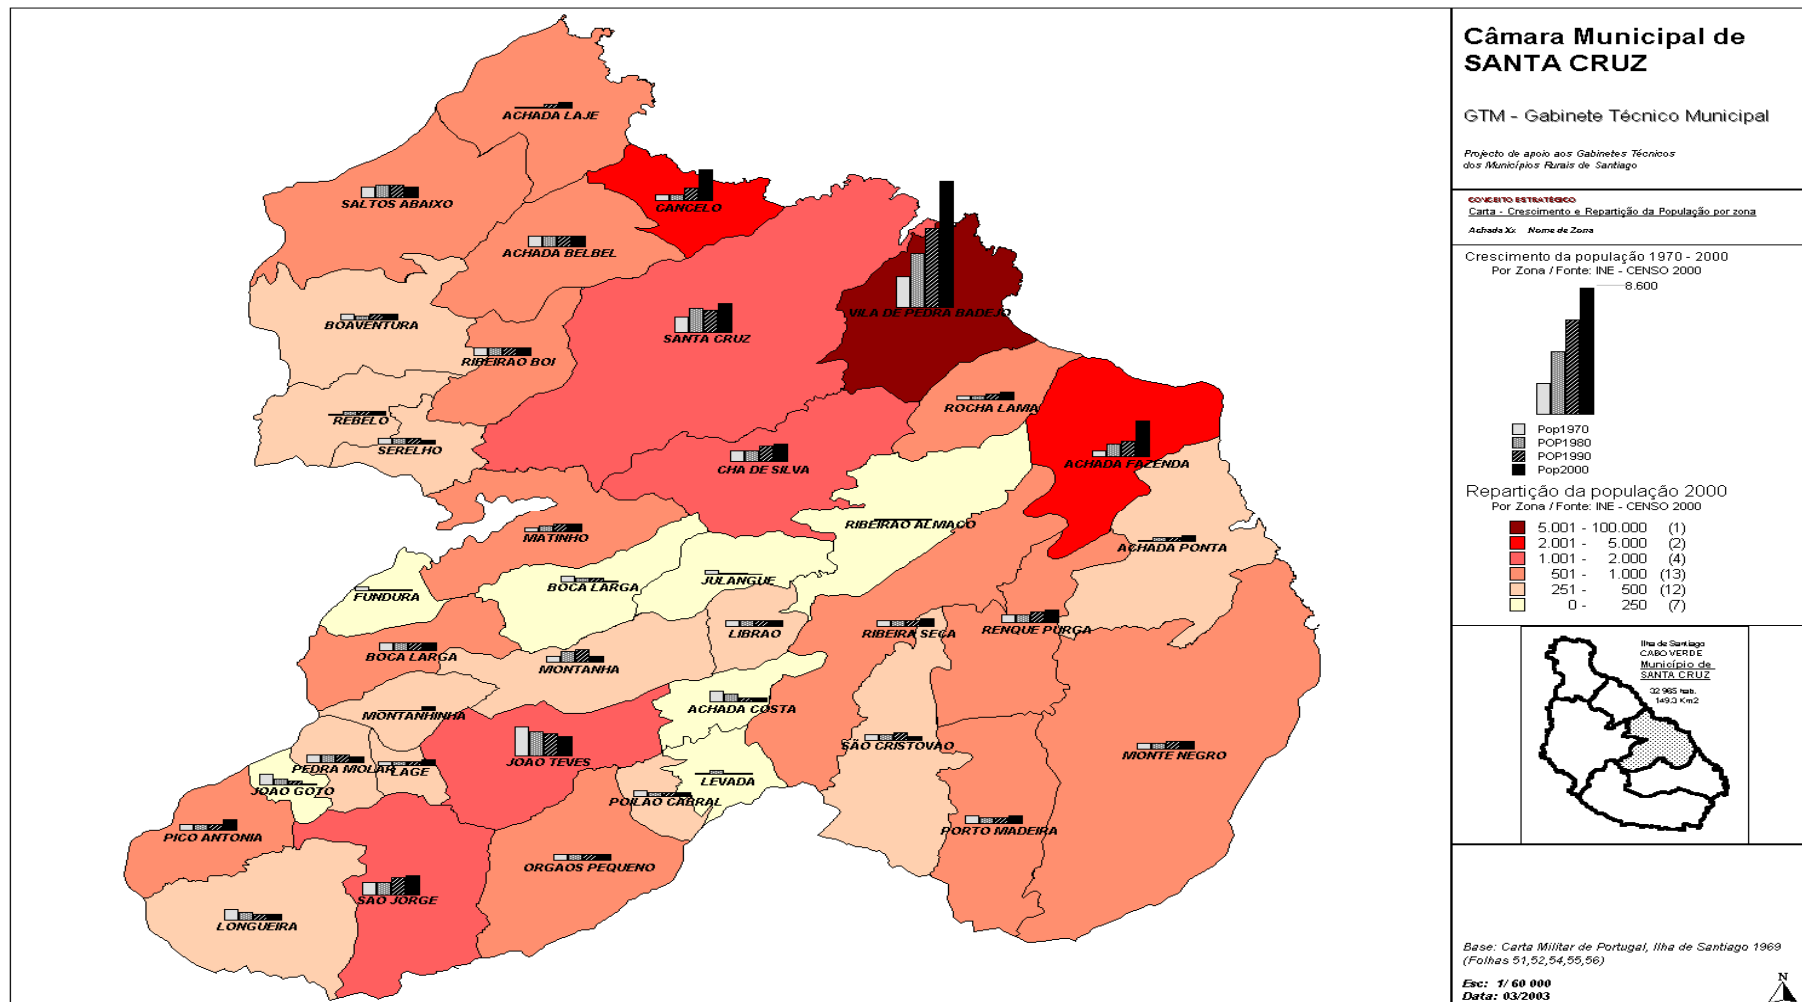 Câmara Municipal de
SANTA CRUZ
GTM - Gabinete Técnico Municipal
Projecto de apoio aos Gabinetes Técnicos
dos Municípios Rurais de Santiago
CONCEITO ESTRATÉGICO
Carta - Crescimento e Repartição da População por zona
Achada Xx Nome de Zona
Crescimento da população 1970 - 2000
Por Zona / Fonte: INE - CENSO 2000
8.600
Pop1970
POP1980
POP1990
Pop2000
Repartição da população 2000
Por Zona / Fonte: INE - CENSO 2000
5.001 - 100.000 (1)
2.001 - 5.000 (2)
1.001 - 2.000 (4)
501 - 1.000 (13)
251 - 500 (12)
0 - 250 (7)
Ilha de Santiago
CABO VERDE
Município de
SANTA CRUZ
32 965 hab.
149.3 Km2
Base: Carta Militar de Portugal, Ilha de Santiago 1969
(Folhas 51,52,54,55,56)
Esc: 1/ 60 000
Data: 03/2003
N
ACHADA LAJE
SALTOS ABAIXO
CANCELO
ACHADA BELBEL
VILA DE PEDRA BADEJO
BOAVENTURA
SANTA CRUZ
RIBEIRAO BOI
ROCHA LAMA
REBELO
SERELHO
CHA DE SILVA
ACHADA FAZENDA
MATINHO
RIBEIRAO ALMACO
ACHADA PONTA
BOCA LARGA
JULANGUE
FUNDURA
LIBRAO
RIBEIRA SECA
RENQUE PURGA
BOCA LARGA
MONTANHA
ACHADA COSTA
MONTANHINHA
SÃO CRISTOVAO
MONTE NEGRO
JOAO TEVES
PEDRA MOLAR
LAGE
LEVADA
JOAO GOTO
POILAO CABRAL
PICO ANTONIA
PORTO MADEIRA
ORGAOS PEQUENO
SAO JORGE
LONGUEIRA